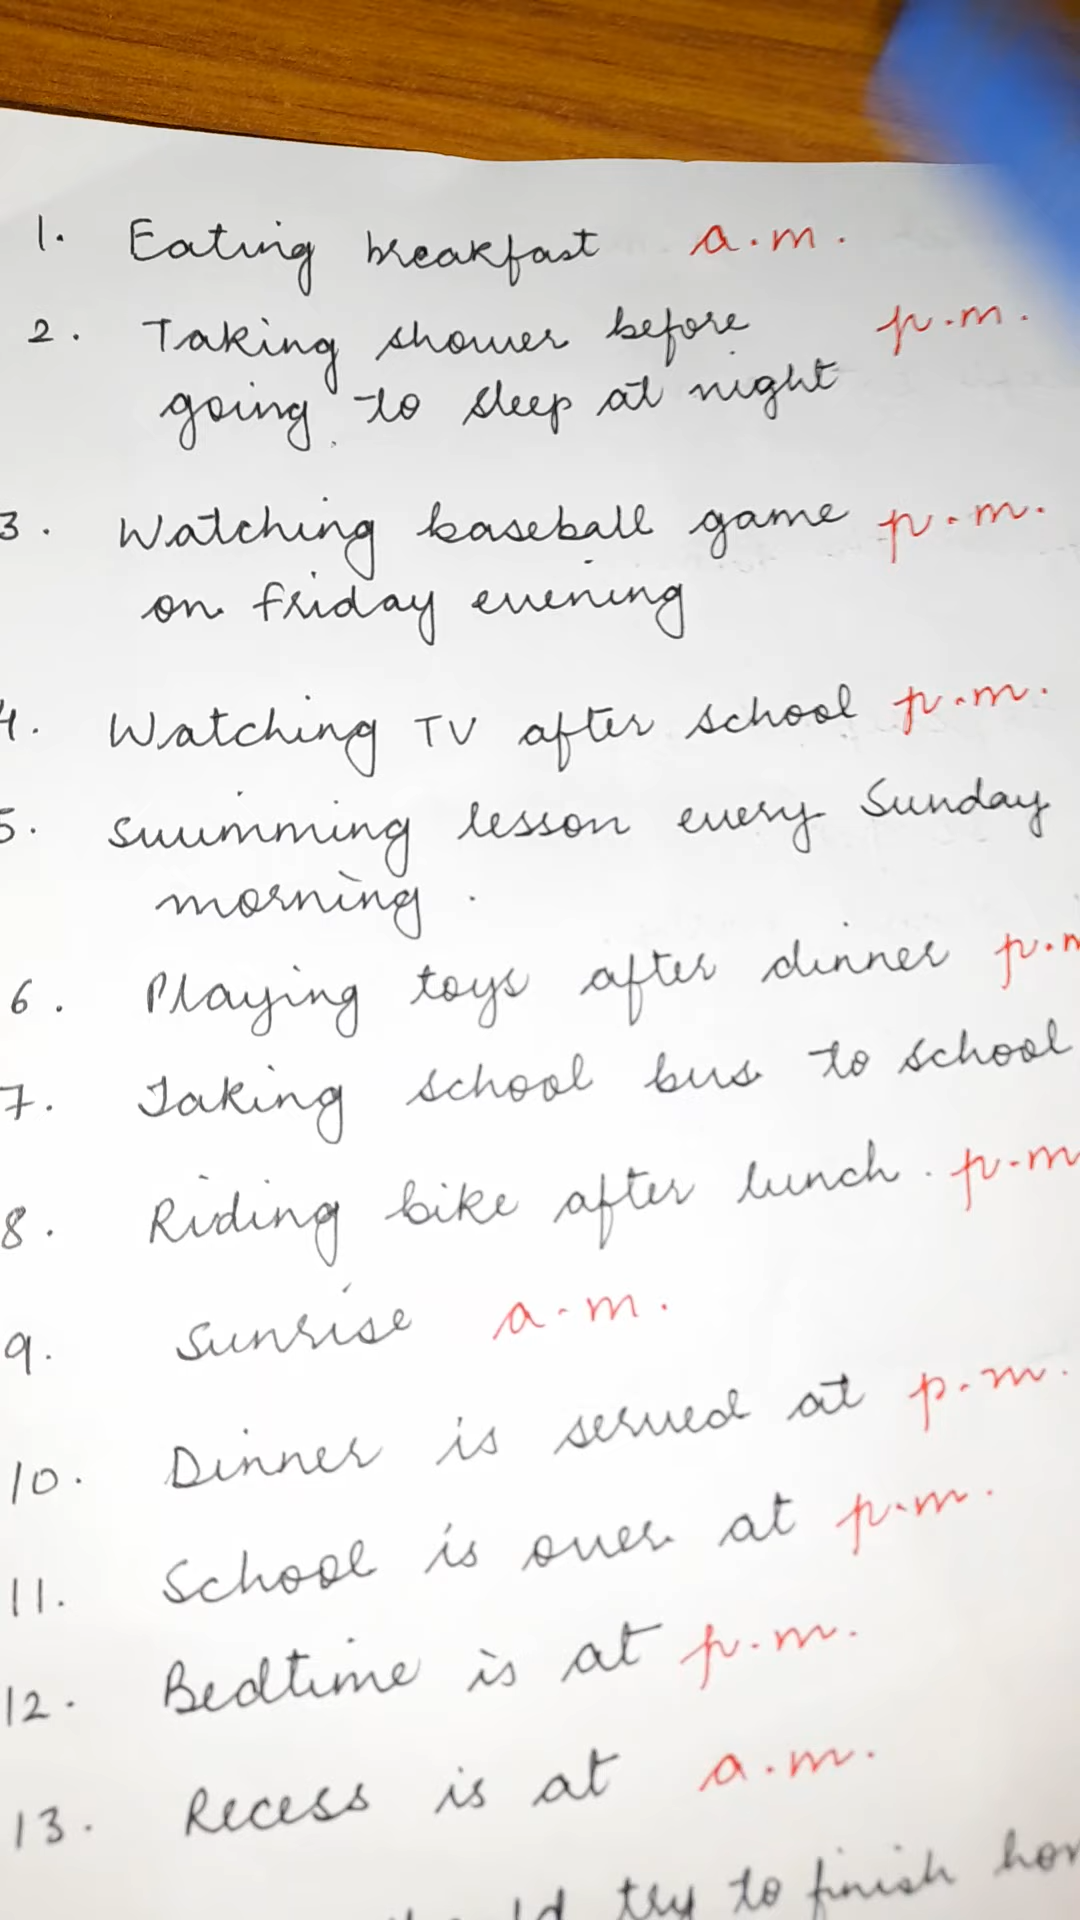 1. Eating breakfast a.m.
2. Taking shower before p.m.
going to sleep at night
3. Watching baseball game p.m.
on friday evening
4. Watching TV after school p.m.
5. Swimming lesson every Sunday
morning.
6. Playing toys after dinner p.m
7. Taking school bus to school
8. Riding bike after lunch. p.m
9. Sunrise a.m.
10. Dinner is served at p.m.
11. School is over at p.m.
12. Bedtime is at p.m.
13. Recess is at a.m.
try to finish